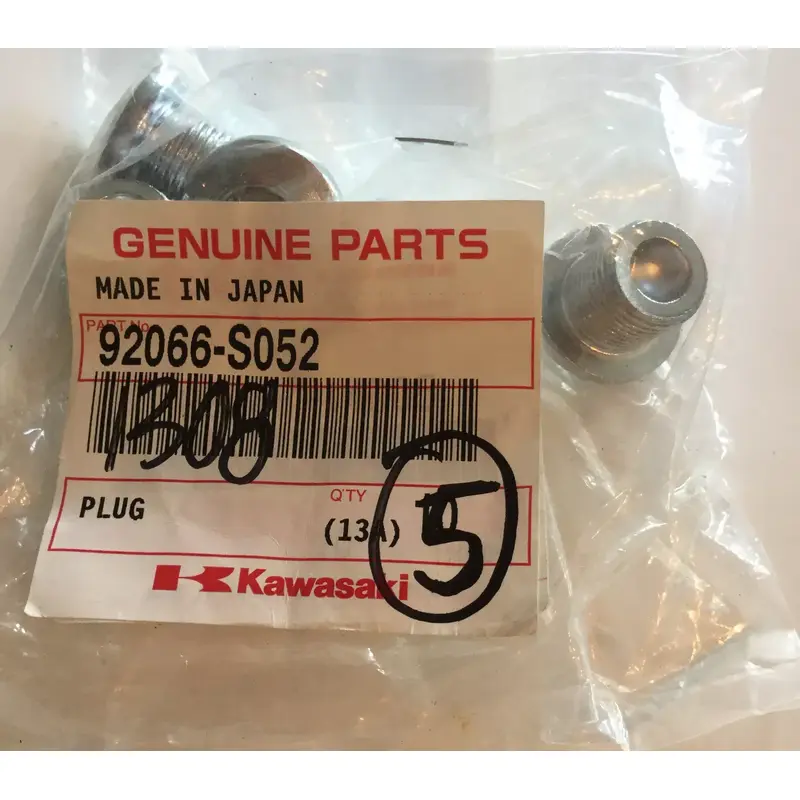 GENUINE PARTS
MADE IN JAPAN
PART No.
92066-S052
1308
PLUG
Q'TY
(13A)
5
Kawasaki